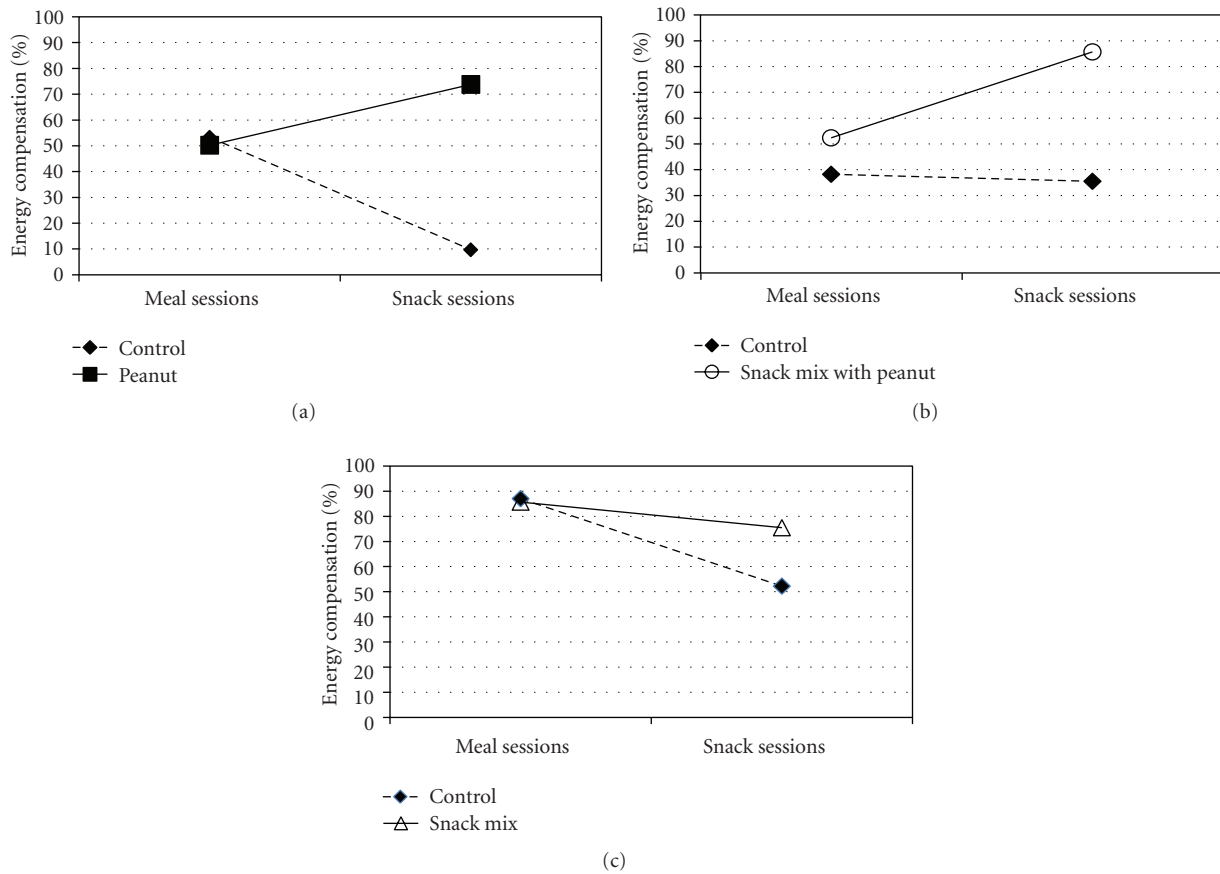 Energy compensation (%)
100
90
80
70
60
50
40
30
20
10
0
Meal sessions Snack sessions
Control
Peanut
(a)
Energy compensation (%)
100
90
80
70
60
50
40
30
20
10
0
Meal sessions Snack sessions
Control
Snack mix with peanut
(b)
Energy compensation (%)
100
90
80
70
60
50
40
30
20
10
0
Meal sessions Snack sessions
Control
Snack mix
(c)